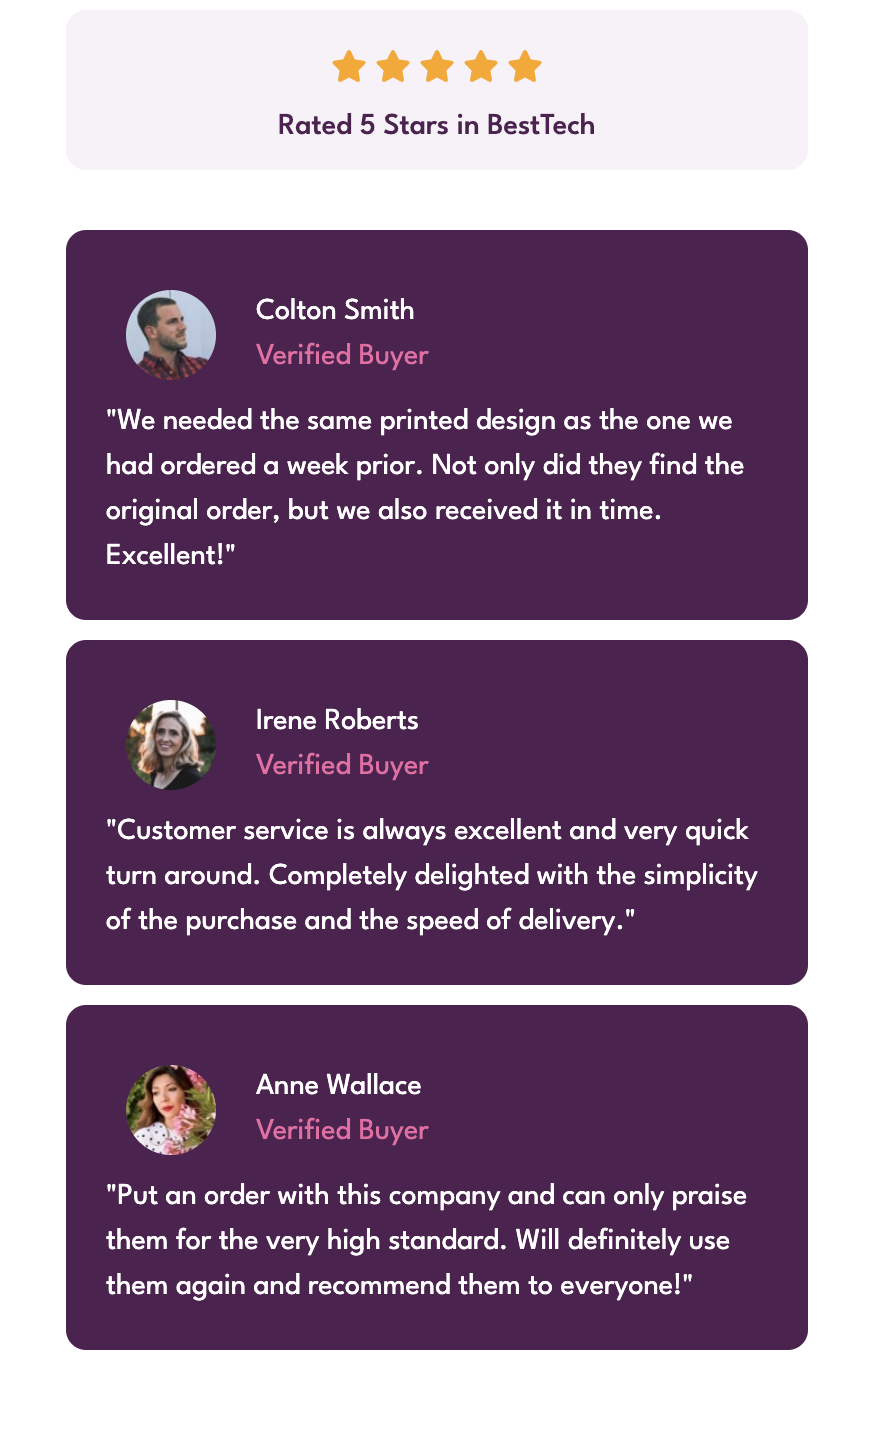 Rated 5 Stars in BestTech
Colton Smith
Verified Buyer
"We needed the same printed design as the one we
had ordered a week prior. Not only did they find the
original order, but we also received it in time.
Excellent!"
Irene Roberts
Verified Buyer
"Customer service is always excellent and very quick
turn around. Completely delighted with the simplicity
of the purchase and the speed of delivery."
Anne Wallace
Verified Buyer
"Put an order with this company and can only praise
them for the very high standard. Will definitely use
them again and recommend them to everyone!"